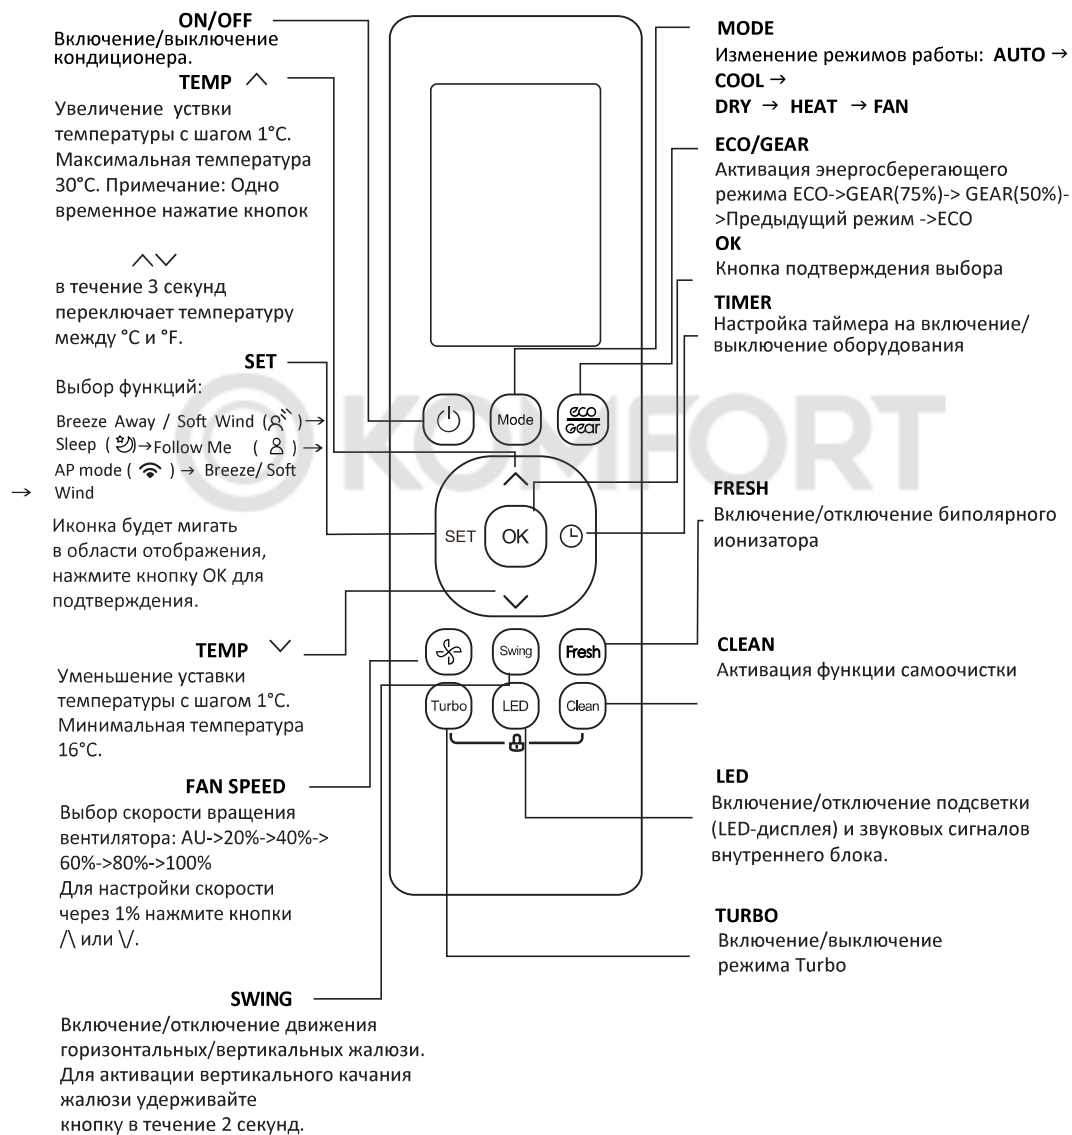 ON/OFF
Включение/выключение
кондиционера.
TEMP ˄
Увеличение уствки
температуры с шагом 1°C.
Максимальная температура
30°C. Примечание: Одно
временное нажатие кнопок
˄˅
в течение 3 секунд
переключает температуру
между °C и °F.
SET
Выбор функций:
Breeze Away / Soft Wind ( ) →
Sleep ( ) → Follow Me ( ) →
AP mode ( ) → Breeze/ Soft
→ Wind
Иконка будет мигать
в области отображения,
нажмите кнопку OK для
подтверждения.
TEMP ˅
Уменьшение уставки
температуры с шагом 1°C.
Минимальная температура
16°C.
FAN SPEED
Выбор скорости вращения
вентилятора: AU->20%->40%->
60%->80%->100%
Для настройки скорости
через 1% нажмите кнопки
/\ или \/.
SWING
Включение/отключение движения
горизонтальных/вертикальных жалюзи.
Для активации вертикального качания
жалюзи удерживайте
кнопку в течение 2 секунд.
Mode
eco
Gear
SET
OK
Swing
Fresh
Turbo
LED
Clean
MODE
Изменение режимов работы: AUTO →
COOL →
DRY → HEAT → FAN
ECO/GEAR
Активация энергосберегающего
режима ECO->GEAR(75%)-> GEAR(50%)-
>Предыдущий режим ->ECO
OK
Кнопка подтверждения выбора
TIMER
Настройка таймера на включение/
выключение оборудования
FRESH
Включение/отключение биполярного
ионизатора
CLEAN
Активация функции самоочистки
LED
Включение/отключение подсветки
(LED-дисплея) и звуковых сигналов
внутреннего блока.
TURBO
Включение/выключение
режима Turbo
КOMFORT